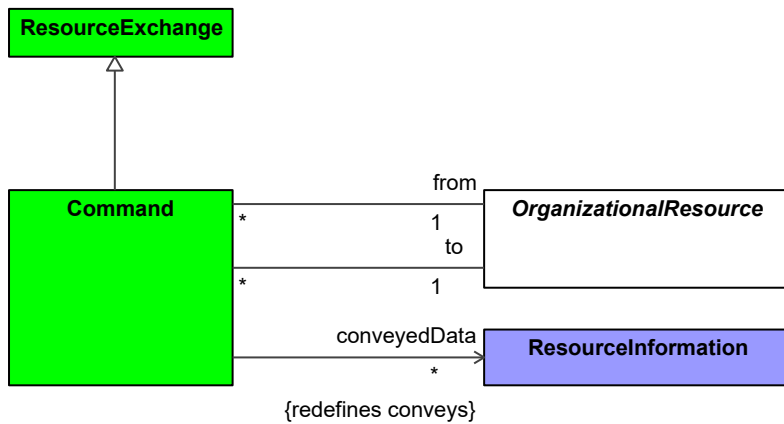 ResourceExchange
from
Command
OrganizationalResource
*
1
to
*
1
conveyedData
ResourceInformation
*
{redefines conveys}